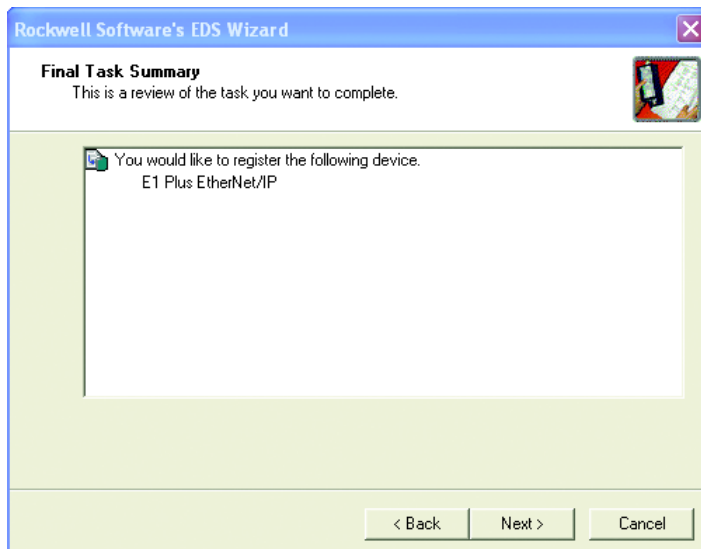 Rockwell Software's EDS Wizard
Final Task Summary
This is a review of the task you want to complete.
You would like to register the following device.
E1 Plus EtherNet/IP
< Back
Next >
Cancel